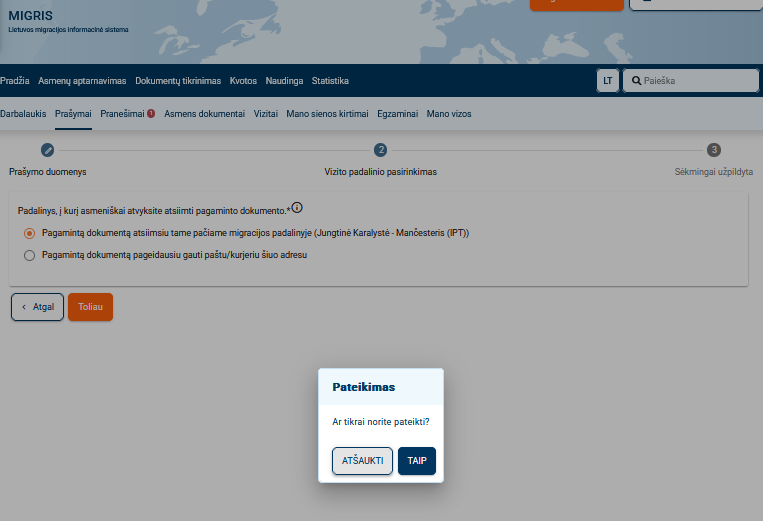 MIGRIS
Lietuvos migracijos informacinė sistema
Pradžia Asmenų aptarnavimas Dokumentų tikrinimas Kvotos Naudinga Statistika LT Paieška
Darbalaukis Prašymai Pranešimai 1 Asmens dokumentai Vizitai Mano sienos kirtimai Egzaminai Mano vizos
2 3
Prašymo duomenys Vizito padalinio pasirinkimas Sėkmingai užpildyta
Padalinys, į kurį asmeniškai atvyksite atsiimti pagaminto dokumento.*
Pagamintą dokumentą atsiimsiu tame pačiame migracijos padalinyje (Jungtinė Karalystė - Mančesteris (IPT))
Pagamintą dokumentą pageidausiu gauti paštu/kurjeriu šiuo adresu
Atgal Toliau
Pateikimas
Ar tikrai norite pateikti?
ATŠAUKTI TAIP